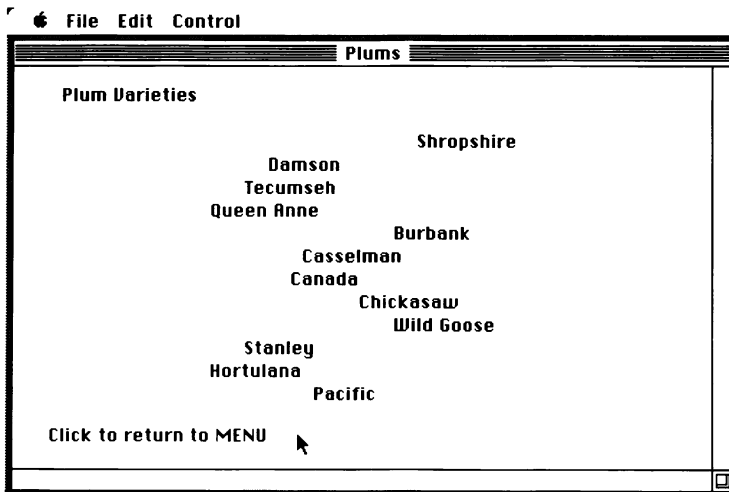 File Edit Control
Plums
Plum Varieties
Shropshire
Damson
Tecumseh
Queen Anne
Burbank
Casselman
Canada
Chickasaw
Wild Goose
Stanley
Hortulana
Pacific
Click to return to MENU